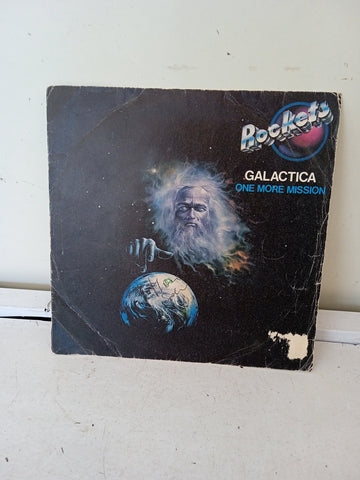 Rockets
GALACTICA
ONE MORE MISSION